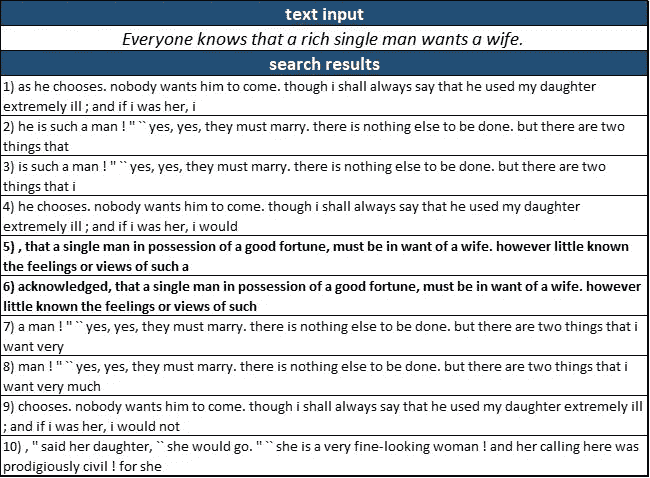 text input
Everyone knows that a rich single man wants a wife.
search results
1) as he chooses. nobody wants him to come. though i shall always say that he used my daughter
extremely ill ; and if i was her, i
2) he is such a man ! " `` yes, yes, they must marry. there is nothing else to be done. but there are two
things that
3) is such a man ! " `` yes, yes, they must marry. there is nothing else to be done. but there are two
things that i
4) he chooses. nobody wants him to come. though i shall always say that he used my daughter
extremely ill ; and if i was her, i would
5) , that a single man in possession of a good fortune, must be in want of a wife. however little known
the feelings or views of such a
6) acknowledged, that a single man in possession of a good fortune, must be in want of a wife. however
little known the feelings or views of such
7) a man ! " `` yes, yes, they must marry. there is nothing else to be done. but there are two things that i
want very
8) man ! " `` yes, yes, they must marry. there is nothing else to be done. but there are two things that i
want very much
9) chooses. nobody wants him to come. though i shall always say that he used my daughter extremely ill
; and if i was her, i would not
10) , " said her daughter, `` she would go. " `` she is a very fine-looking woman ! and her calling here was
prodigiously civil ! for she